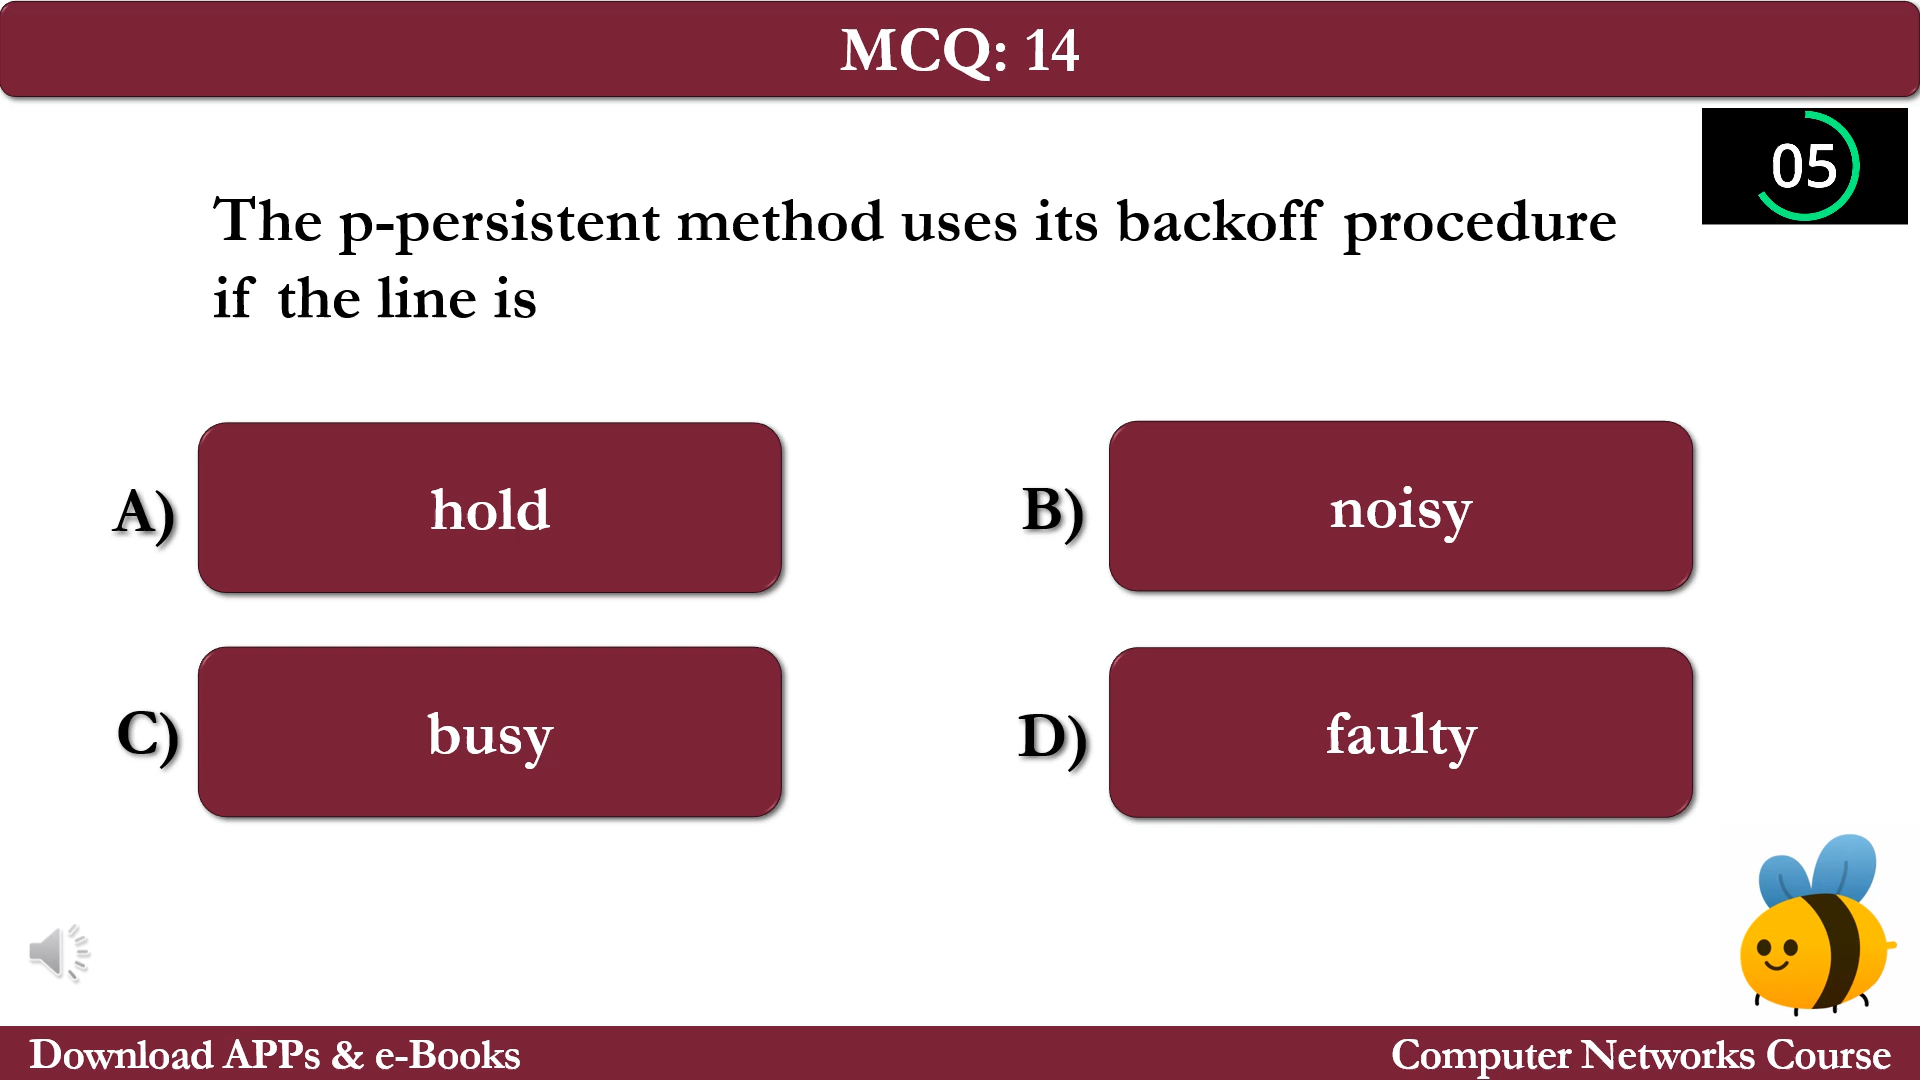 MCQ: 14
05
The p-persistent method uses its backoff procedure
if the line is
A) hold
B) noisy
C) busy
D) faulty
Download APPs & e-Books
Computer Networks Course